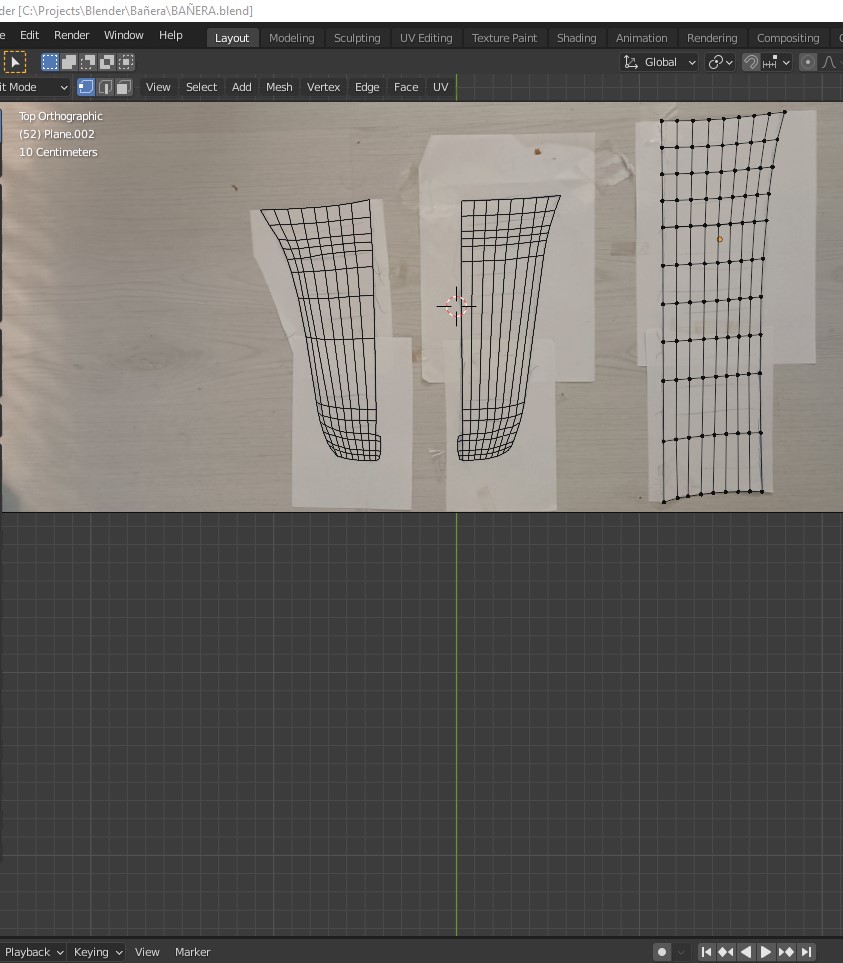 der [C:\Projects\Blender\Bañera\BAÑERA.blend]
e Edit Render Window Help Layout Modeling Sculpting UV Editing Texture Paint Shading Animation Rendering Compositing
Global
it Mode View Select Add Mesh Vertex Edge Face UV
Top Orthographic
(52) Plane.002
10 Centimeters
Playback Keying View Marker